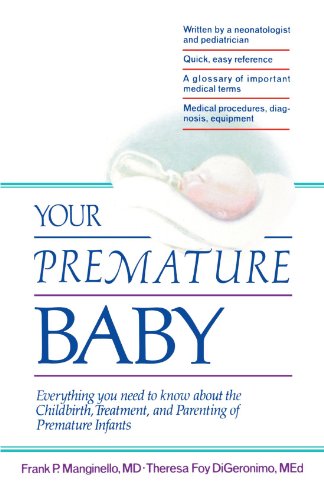 Written by a neonatologist
and pediatrician
Quick, easy reference
A glossary of important
medical terms
Medical procedures, diag-
nosis, equipment
YOUR
PREMATURE
BABY
Everything you need to know about the
Childbirth, Treatment, and Parenting of
Premature Infants
Frank P. Manginello, MD · Theresa Foy DiGeronimo, MEd